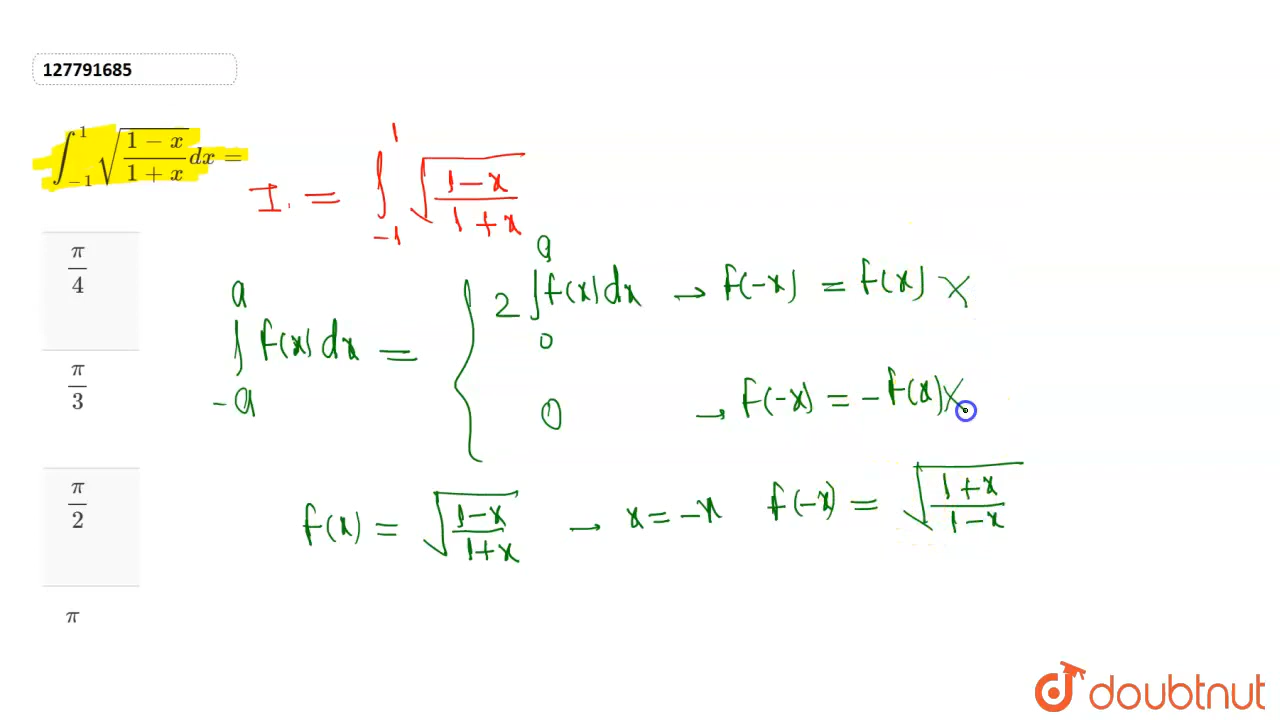 127791685
∫_{-1}^{1} √((1 − x)/(1 + x)) dx =
I. = ∫_{-1}^{1} √((1−x)/(1+x))
π/4
∫_{-a}^{a} f(x) dx = { 2 ∫_{0}^{a} f(x) dx → f(-x) = f(x) ×
0 → f(-x) = -f(x) ×
π/3
π/2
f(x) = √((1-x)/(1+x)) → x = -x f(-x) = √((1+x)/(1-x))
π
doubtnut